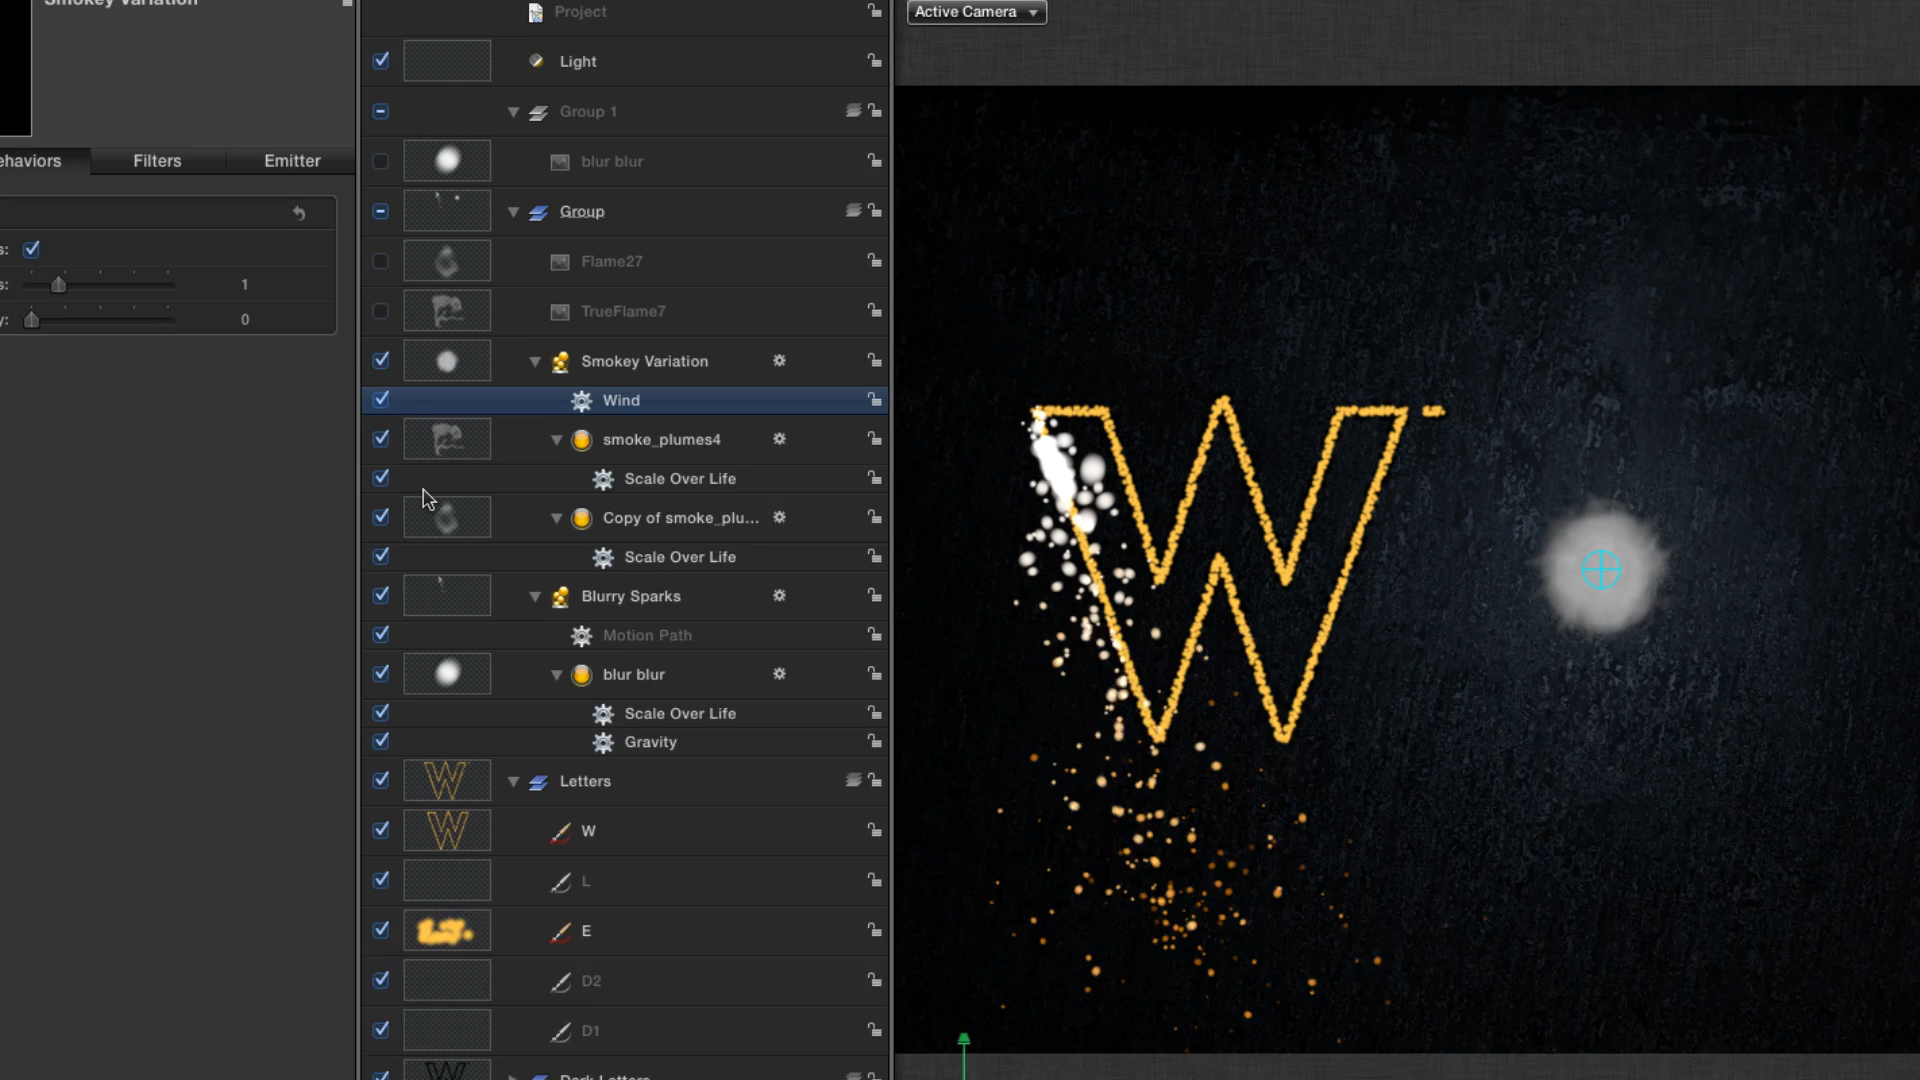 Smokey Variation
Project
Active Camera
Light
Group 1
ehaviors
Filters
Emitter
blur blur
Group
s:
Flame27
s: 1
TrueFlame7
y: 0
Smokey Variation
Wind
smoke_plumes4
Scale Over Life
Copy of smoke_plu...
Scale Over Life
Blurry Sparks
Motion Path
blur blur
Scale Over Life
Gravity
Letters
W
L
E
D2
D1
Dark Letters
W